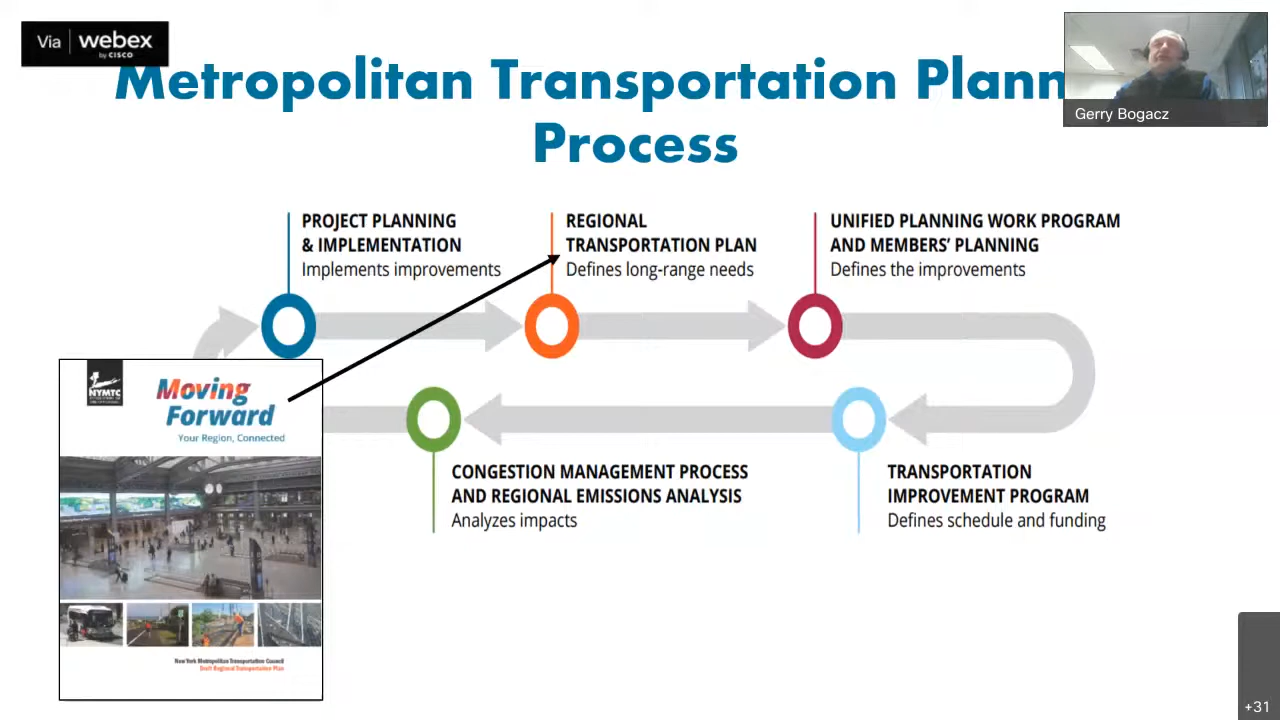 Via webex
by CISCO
Metropolitan Transportation Plann
Process
Gerry Bogacz
PROJECT PLANNING
& IMPLEMENTATION
Implements improvements
REGIONAL
TRANSPORTATION PLAN
Defines long-range needs
UNIFIED PLANNING WORK PROGRAM
AND MEMBERS' PLANNING
Defines the improvements
NYMTC
Moving
Forward
Your Region, Connected
CONGESTION MANAGEMENT PROCESS
AND REGIONAL EMISSIONS ANALYSIS
Analyzes impacts
TRANSPORTATION
IMPROVEMENT PROGRAM
Defines schedule and funding
New York Metropolitan Transportation Council
Draft Regional Transportation Plan
+31